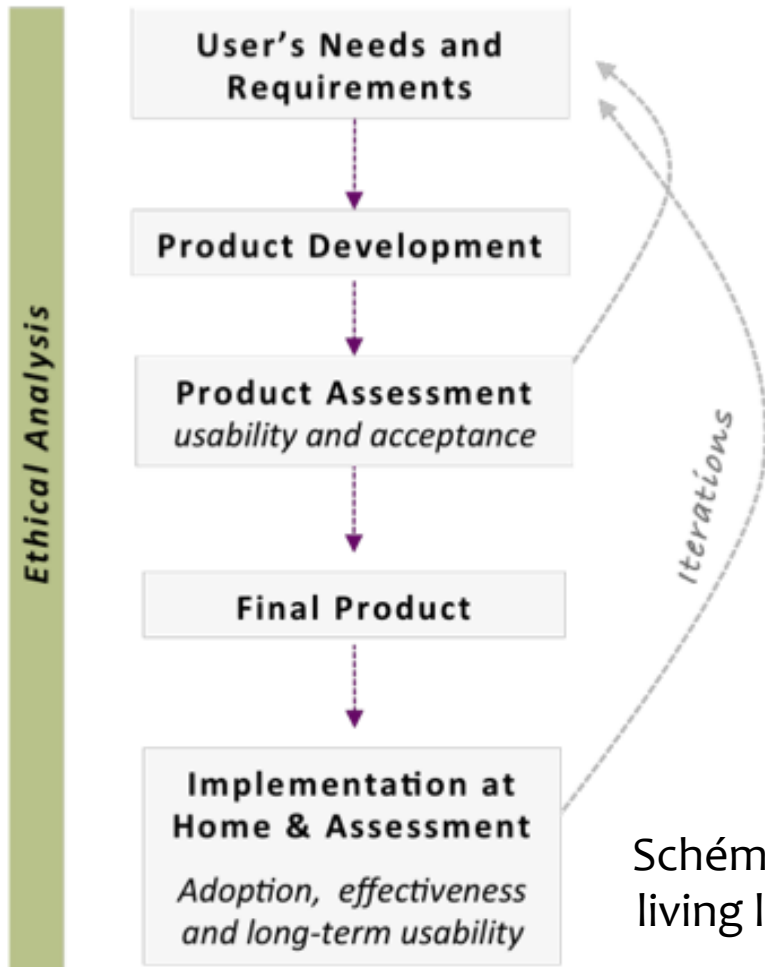 User’s Needs and
Requirements
Product Development
Product Assessment
usability and acceptance
Final Product
Implementation at
Home & Assessment
Adoption, effectiveness
and long-term usability
Ethical Analysis
Iterations
Schém
living l